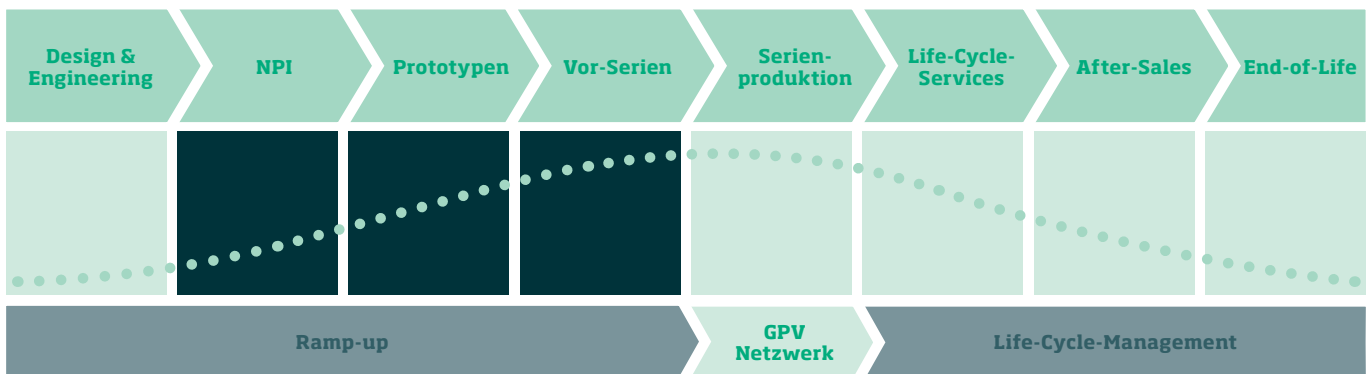 Design &
Engineering
NPI
Prototypen
Vor-Serien
Serien-
produktion
Life-Cycle-
Services
After-Sales
End-of-Life
Ramp-up
GPV
Netzwerk
Life-Cycle-Management